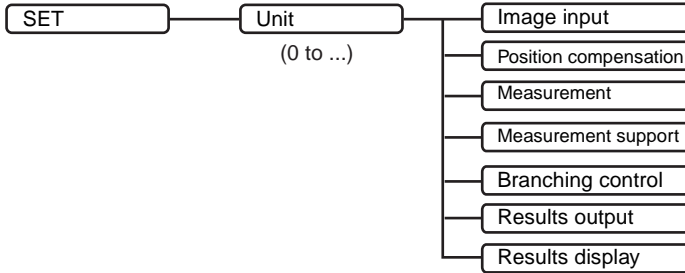 SET
Unit
(0 to ...)
Image input
Position compensation
Measurement
Measurement support
Branching control
Results output
Results display